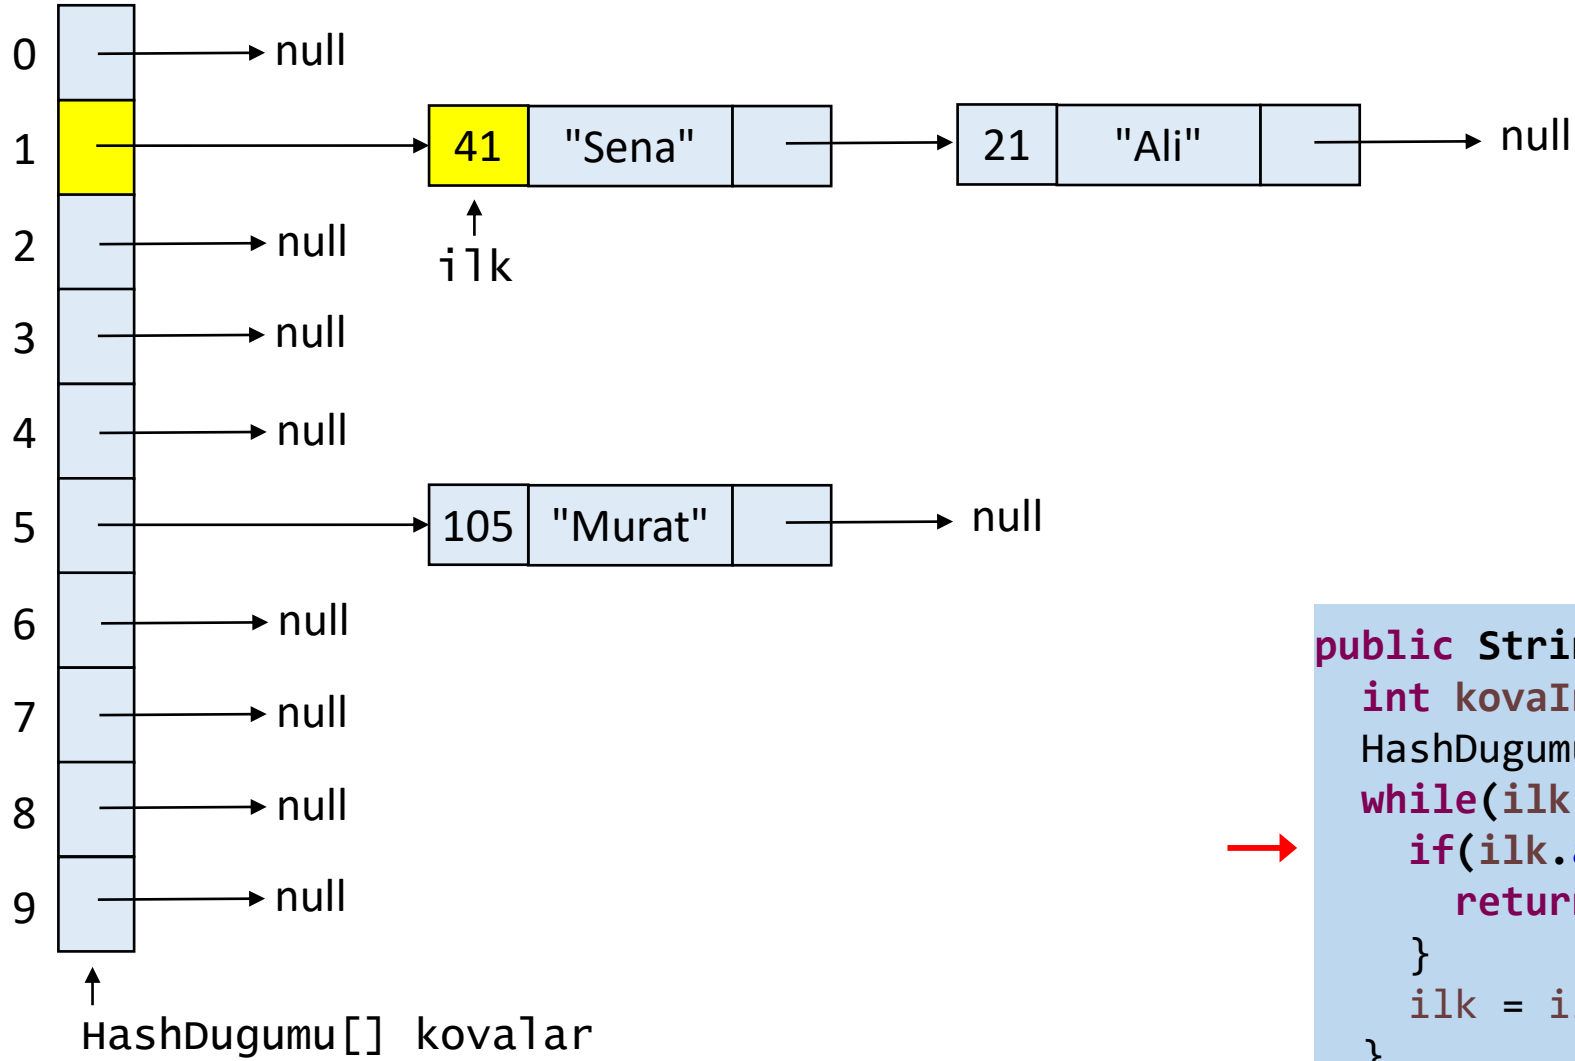 0 null
1 41 "Sena" 21 "Ali" null
2 null
ilk
3 null
4 null
5 105 "Murat" null
6 null
public
int
7 null
while(ilk
8 null
if(ilk.
9 null
}
ilk =
HashDugumu[] kovalar
}